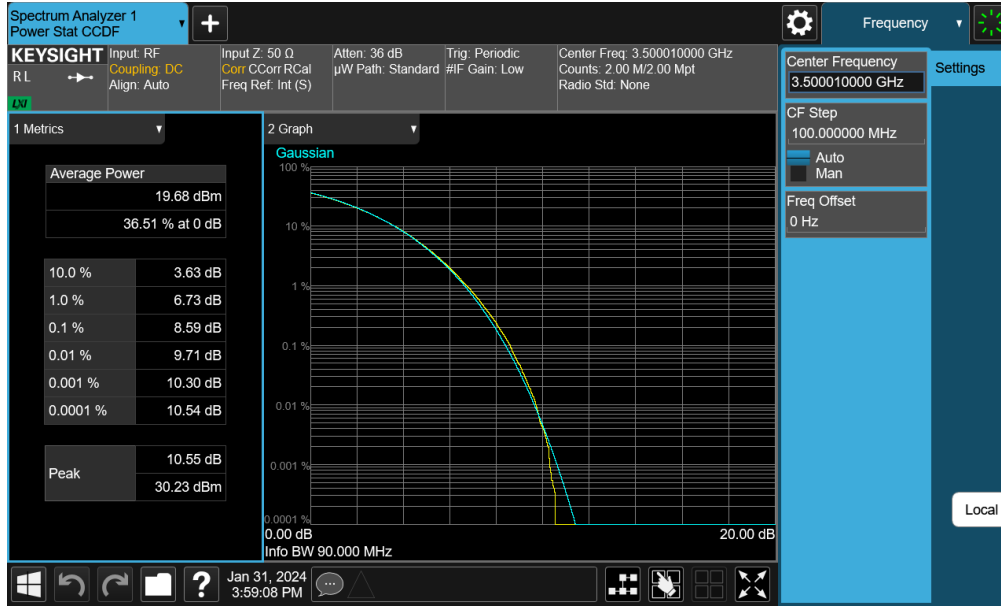 Spectrum Analyzer 1
Power Stat CCDF
+
Frequency
KEYSIGHT
R L
LXI
Input: RF
Coupling: DC
Align: Auto
Input Z: 50 Ω
Corr CCorr RCal
Freq Ref: Int (S)
Atten: 36 dB
µW Path: Standard
Trig: Periodic
#IF Gain: Low
Center Freq: 3.500010000 GHz
Counts: 2.00 M/2.00 Mpt
Radio Std: None
Center Frequency
3.500010000 GHz
Settings
CF Step
100.000000 MHz
Auto
Man
Freq Offset
0 Hz
Local
1 Metrics
Average Power
19.68 dBm
36.51 % at 0 dB
10.0 % 3.63 dB
1.0 % 6.73 dB
0.1 % 8.59 dB
0.01 % 9.71 dB
0.001 % 10.30 dB
0.0001 % 10.54 dB
Peak
10.55 dB
30.23 dBm
2 Graph
Gaussian
100 %
10 %
1 %
0.1 %
0.01 %
0.001 %
0.0001 %
0.00 dB 20.00 dB
Info BW 90.000 MHz
?
Jan 31, 2024
3:59:08 PM